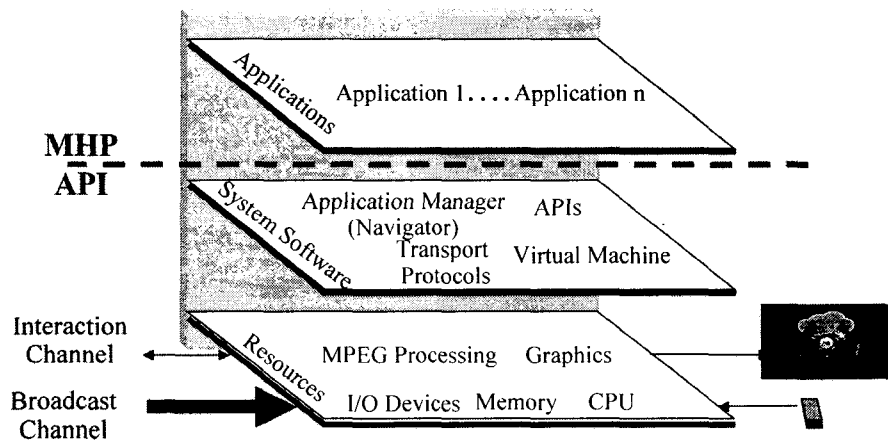 Applications
Application 1 . . . . Application n
MHP
API
System Software
Application Manager
(Navigator)
APIs
Transport
Protocols
Virtual Machine
Interaction
Channel
Resources
MPEG Processing
Graphics
Broadcast
Channel
I/O Devices
Memory
CPU